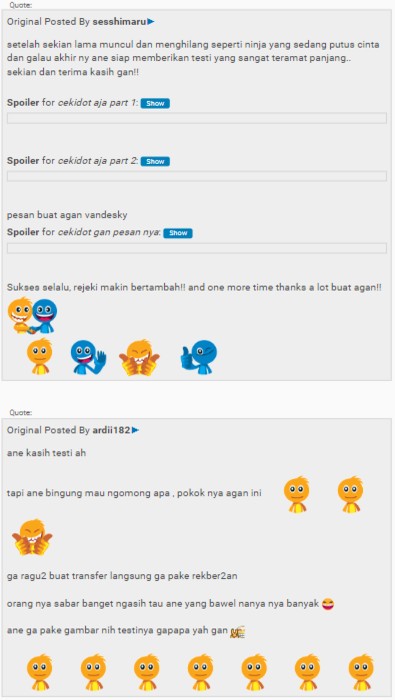 Quote:
Original Posted By sesshimaru
setelah sekian lama muncul dan menghilang seperti ninja yang sedang putus cinta
dan galau akhir ny ane siap memberikan testi yang sangat teramat panjang..
sekian dan terima kasih gan!!
Spoiler for cekidot aja part 1: Show
Spoiler for cekidot aja part 2: Show
pesan buat agan vandesky
Spoiler for cekidot gan pesan nya: Show
Sukses selalu, rejeki makin bertambah!! and one more time thanks a lot buat agan!!
Quote:
Original Posted By ardii182
ane kasih testi ah
tapi ane bingung mau ngomong apa , pokok nya agan ini
ga ragu2 buat transfer langsung ga pake rekber2an
orang nya sabar banget ngasih tau ane yang bawel nanya nya banyak
ane ga pake gambar nih testinya gapapa yah gan